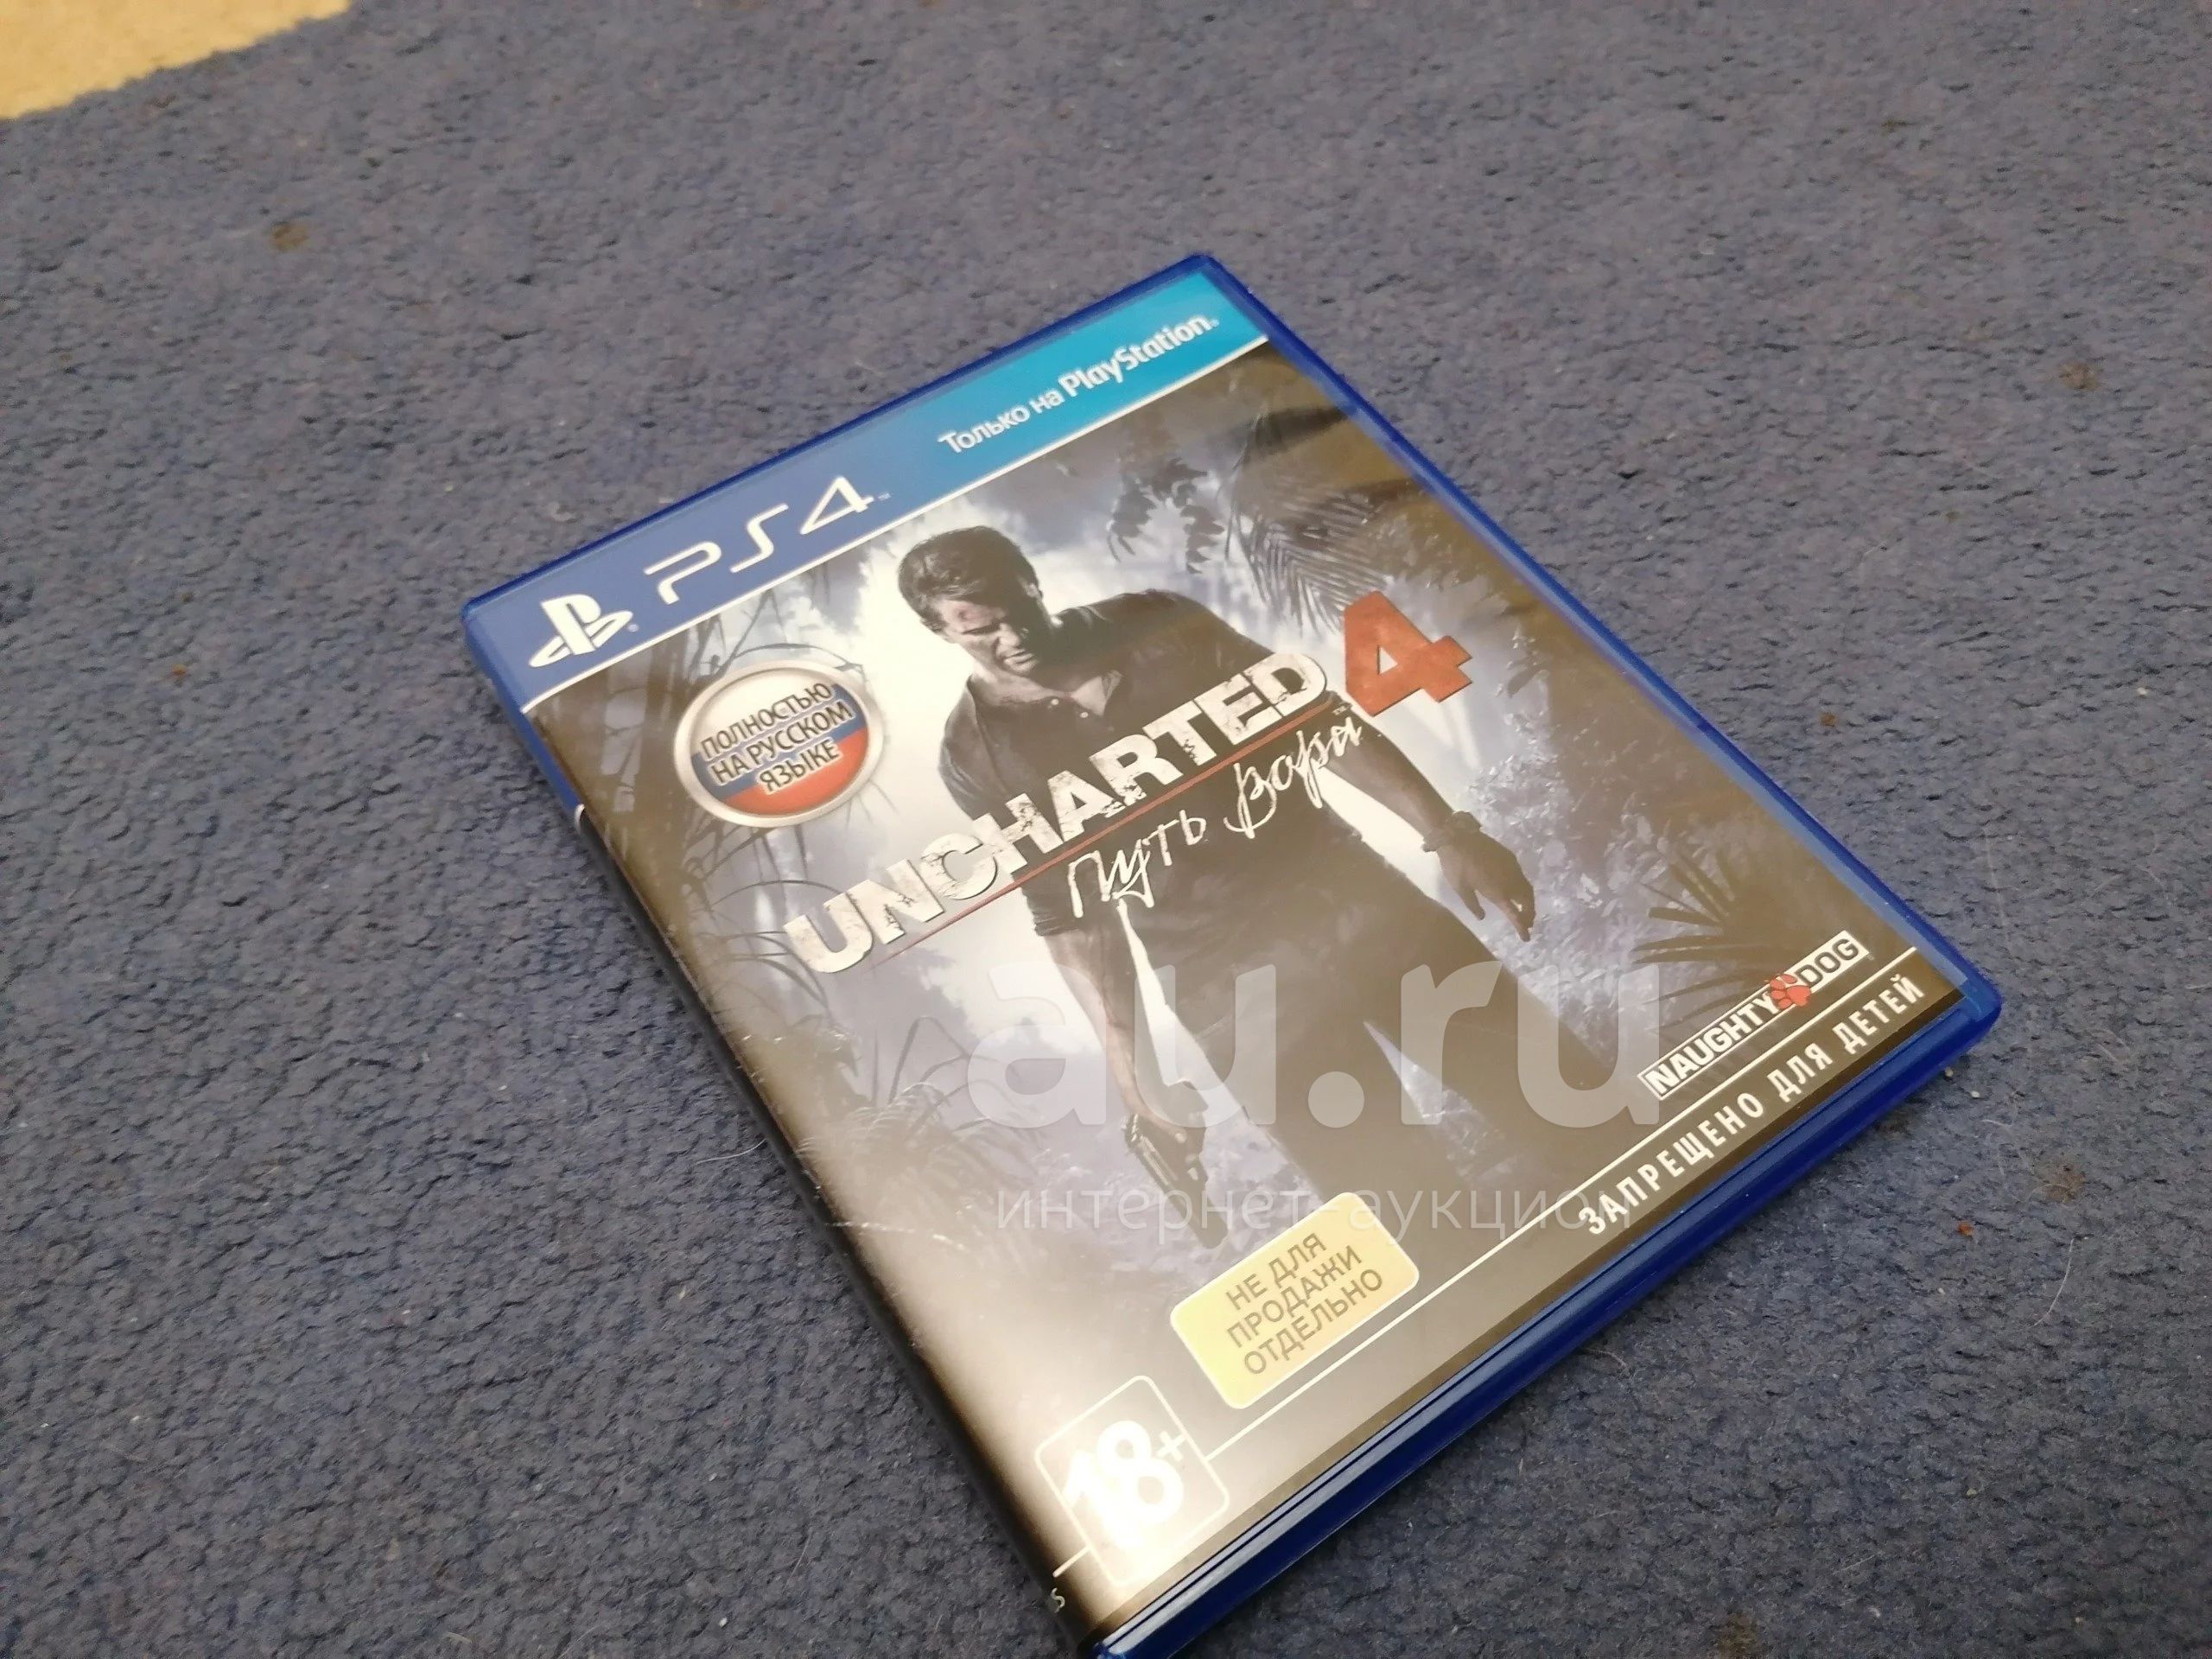 Только на PlayStation
PS4
ПОЛНОСТЬЮ
НА РУССКОМ
ЯЗЫКЕ
UNCHARTED 4
Путь вора
NAUGHTY DOG
au.ru
интернет-аукцион
ЗАПРЕЩЕНО ДЛЯ ДЕТЕЙ
НЕ ДЛЯ
ПРОДАЖИ
ОТДЕЛЬНО
18+